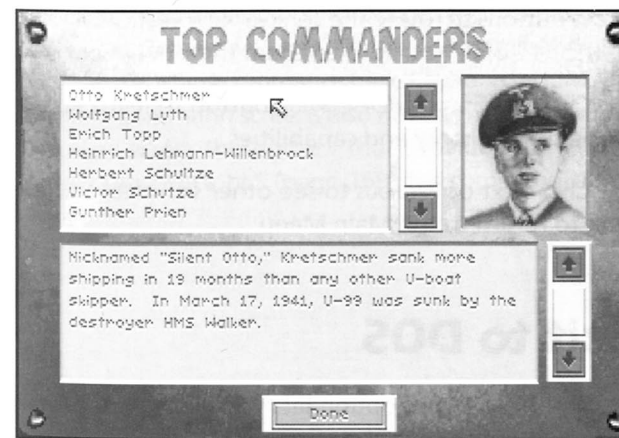 TOP COMMANDERS
Otto Kretschmer
Wolfgang Luth
Erich Topp
Heinrich Lehmann-Willenbrock
Herbert Schultze
Victor Schutze
Gunther Prien
Nicknamed "Silent Otto," Kretschmer sank more
shipping in 19 months than any other U-boat
skipper. In March 17, 1941, U-99 was sunk by the
destroyer HMS Walker.
to DOS
Done